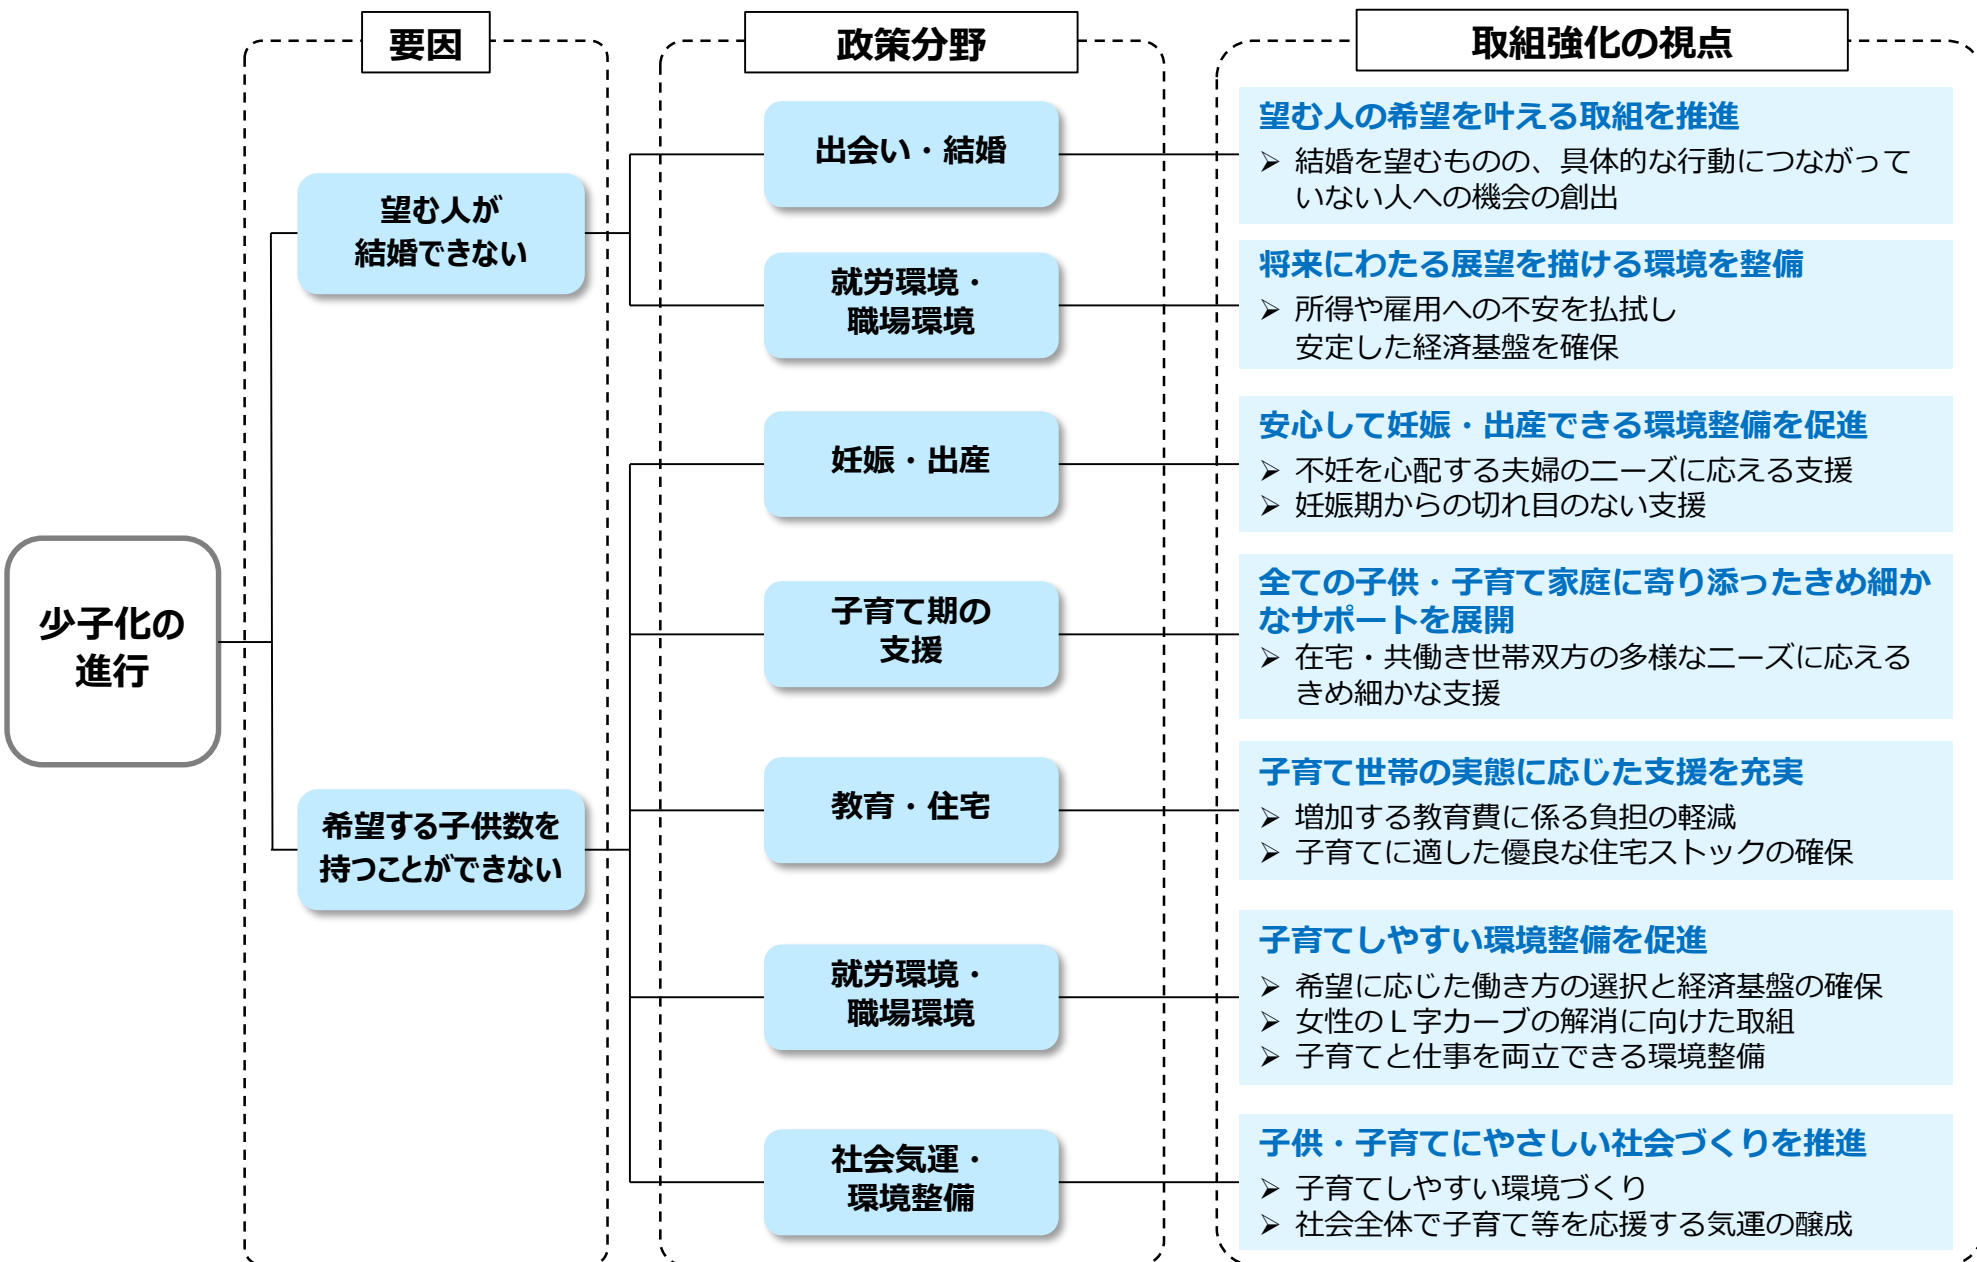 要因
政策分野
取組強化の視点
少子化の
進行
望む人が
結婚できない
出会い・結婚
望む人の希望を叶える取組を推進
➢ 結婚を望むものの、具体的な行動につながって
いない人への機会の創出
就労環境・
職場環境
将来にわたる展望を描ける環境を整備
➢ 所得や雇用への不安を払拭し
安定した経済基盤を確保
希望する子供数を
持つことができない
妊娠・出産
安心して妊娠・出産できる環境整備を促進
➢ 不妊を心配する夫婦のニーズに応える支援
➢ 妊娠期からの切れ目のない支援
子育て期の
支援
全ての子供・子育て家庭に寄り添ったきめ細か
なサポートを展開
➢ 在宅・共働き世帯双方の多様なニーズに応える
きめ細かな支援
教育・住宅
子育て世帯の実態に応じた支援を充実
➢ 増加する教育費に係る負担の軽減
➢ 子育てに適した優良な住宅ストックの確保
就労環境・
職場環境
子育てしやすい環境整備を促進
➢ 希望に応じた働き方の選択と経済基盤の確保
➢ 女性のL字カーブの解消に向けた取組
➢ 子育てと仕事を両立できる環境整備
社会気運・
環境整備
子供・子育てにやさしい社会づくりを推進
➢ 子育てしやすい環境づくり
➢ 社会全体で子育て等を応援する気運の醸成